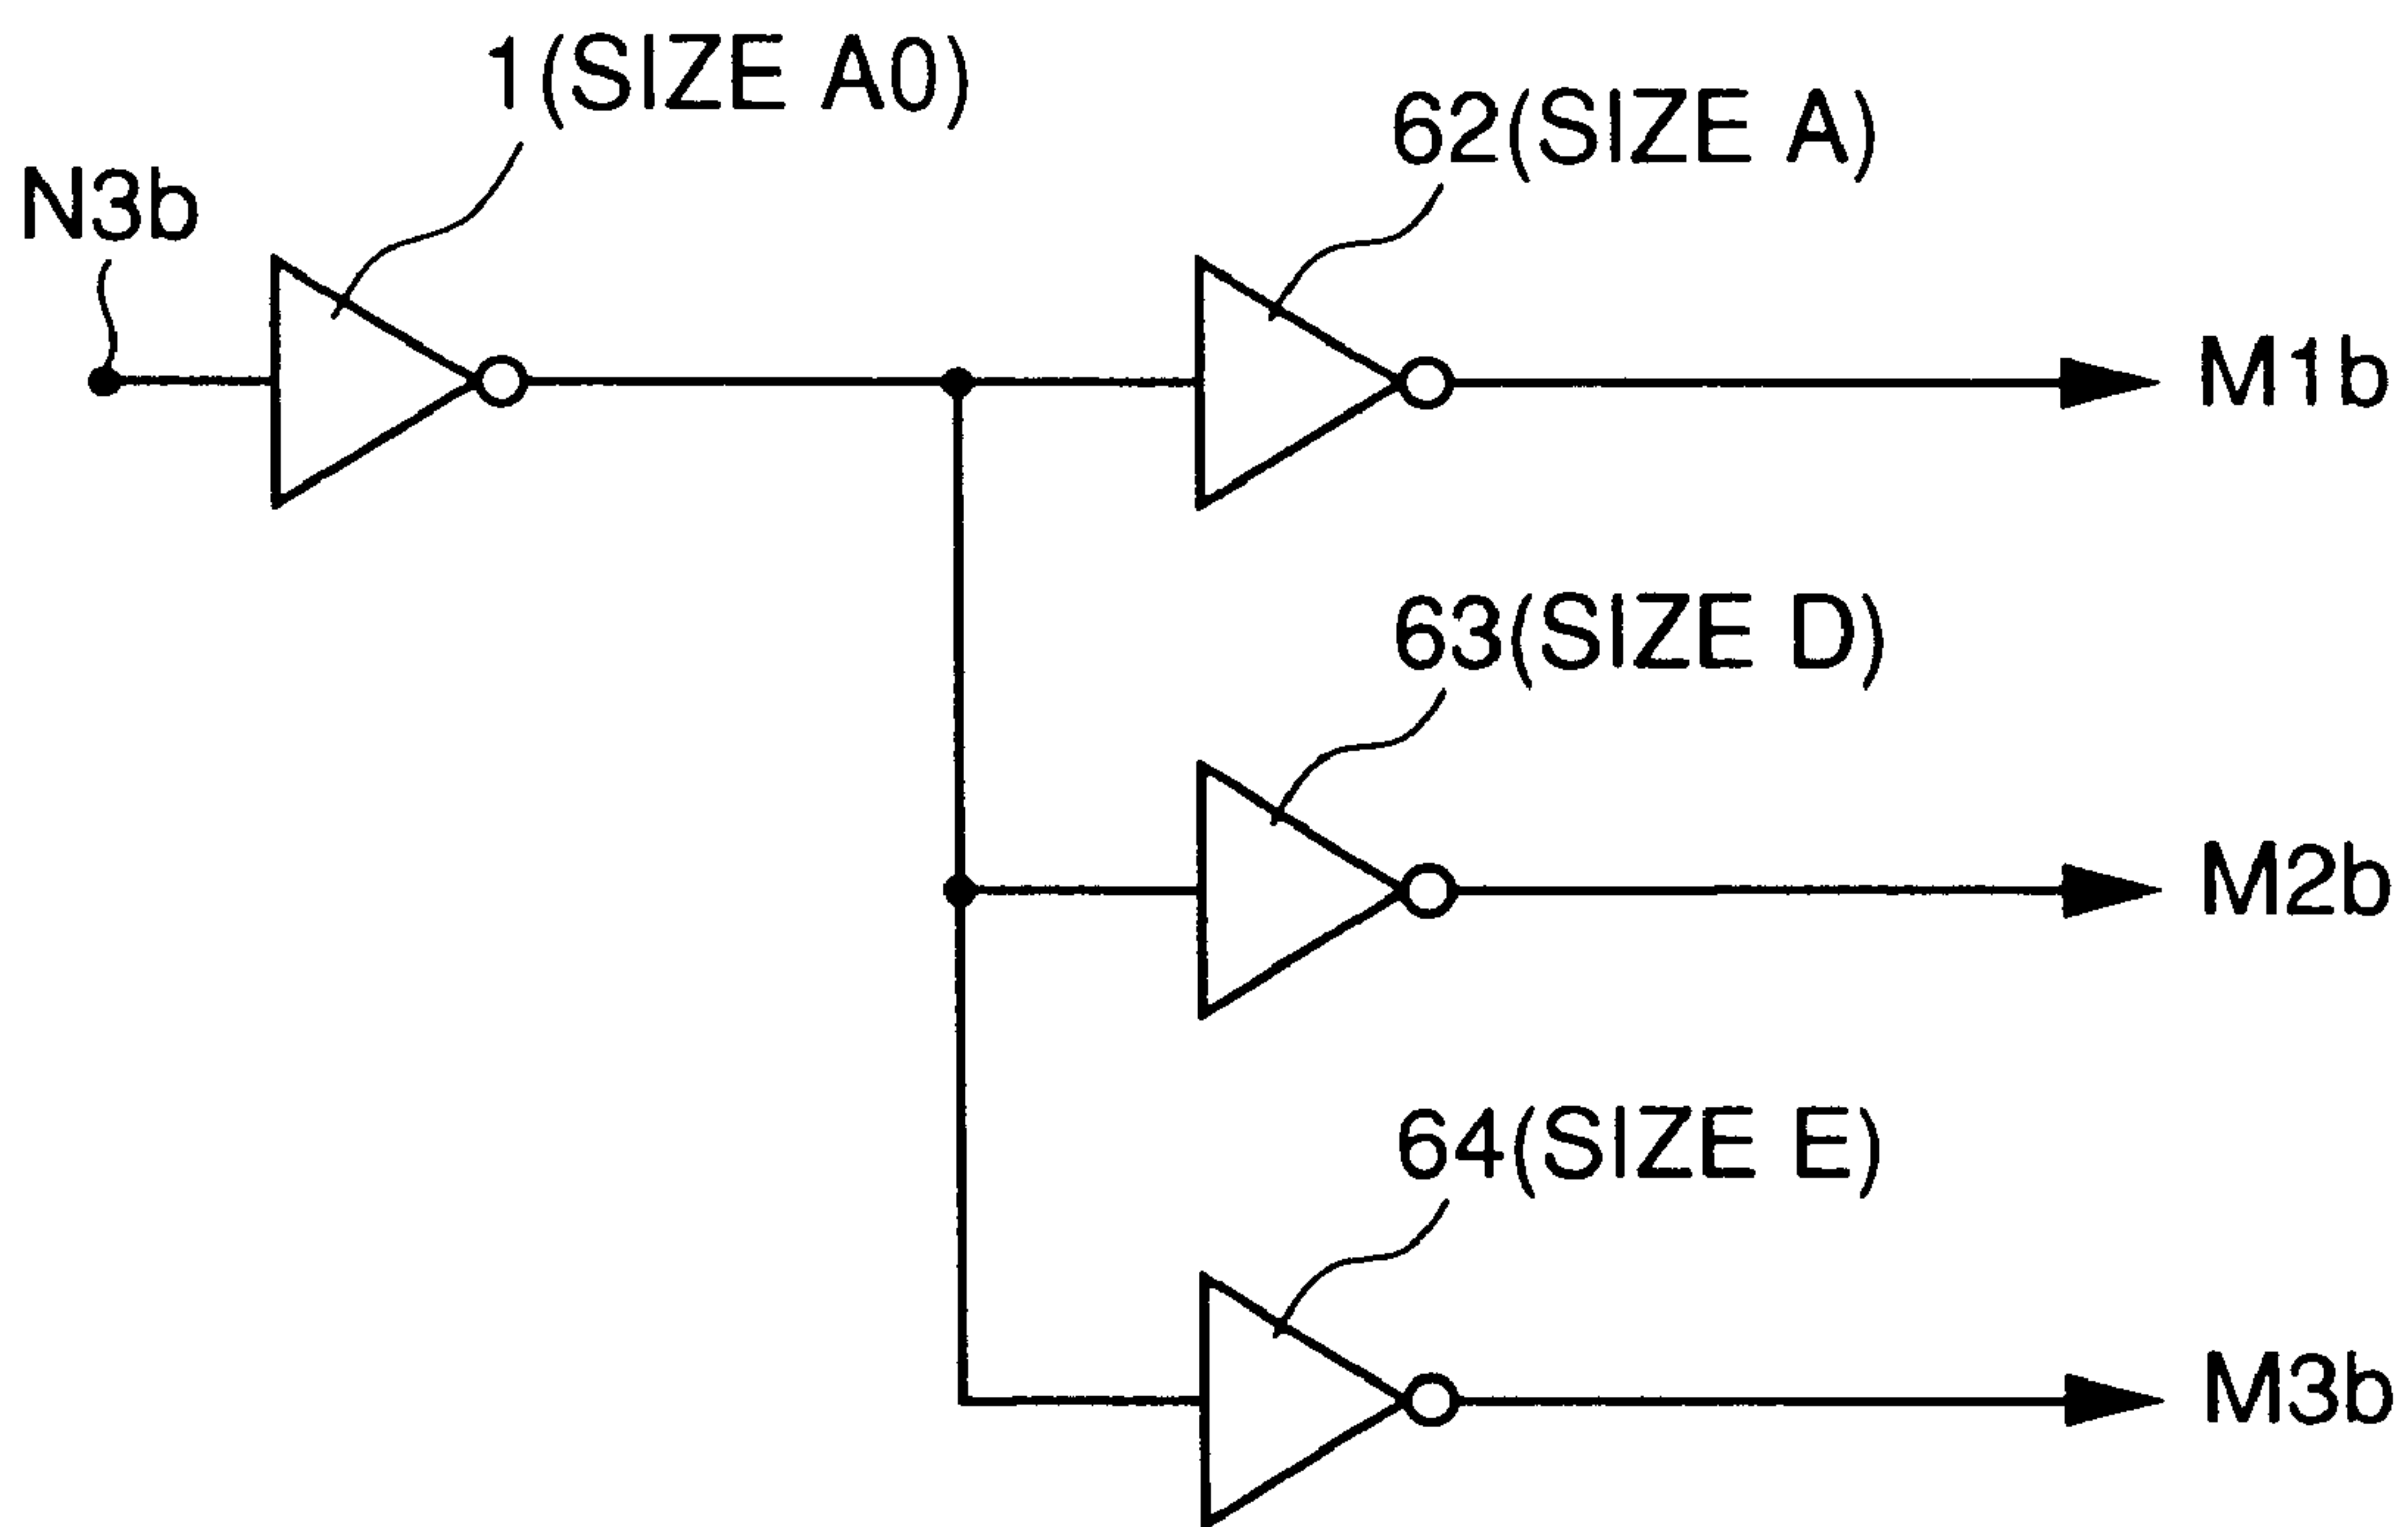 1(SIZE A0)
62(SIZE A)
N3b
M1b
63(SIZE D)
M2b
64(SIZE E)
M3b